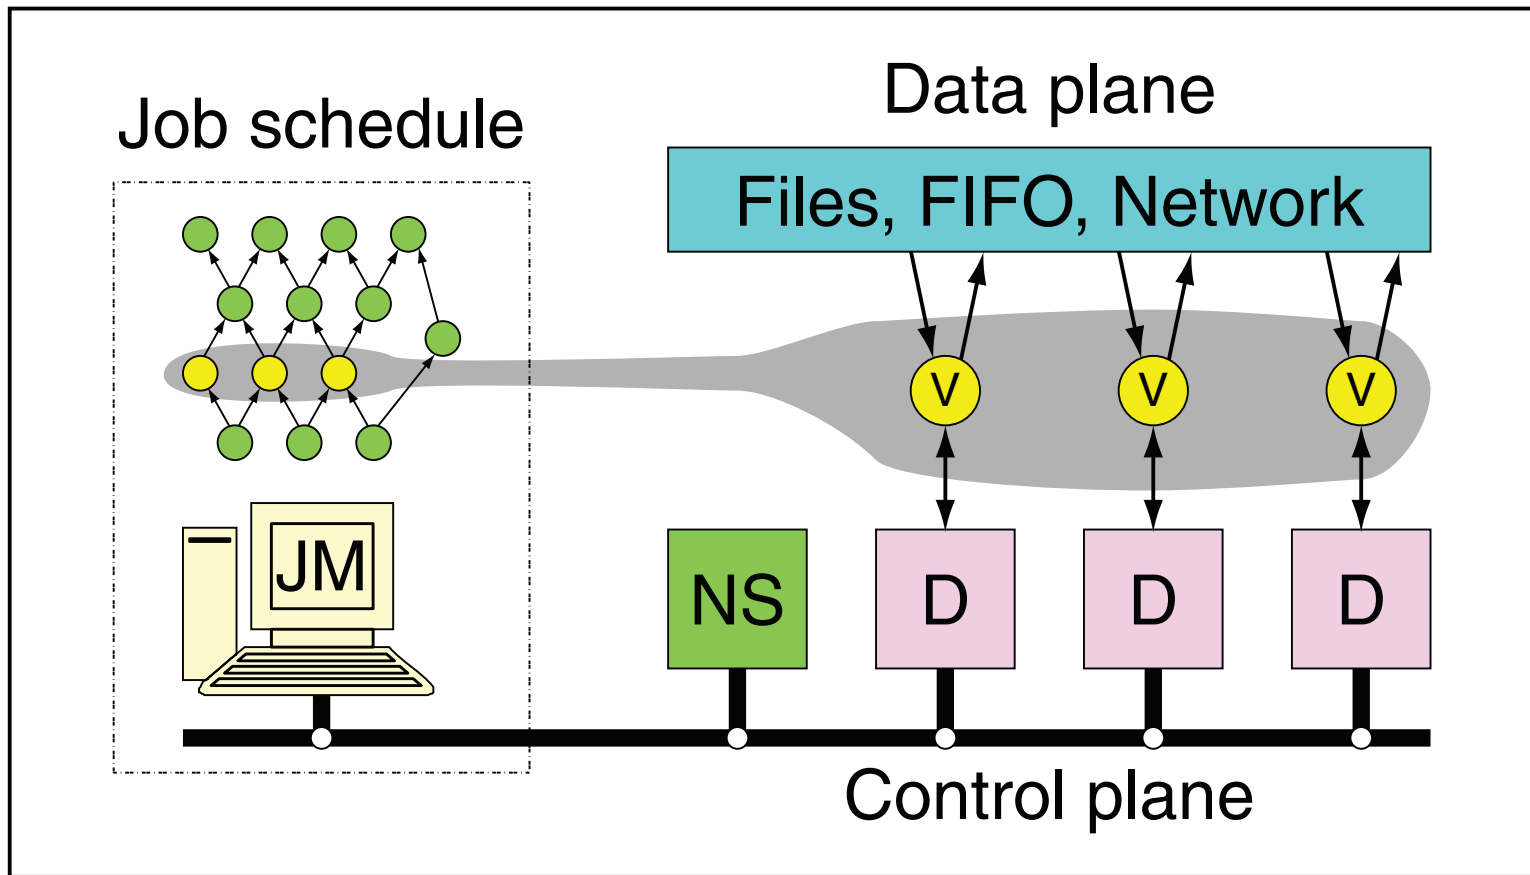 Job schedule
Data plane
Files, FIFO, Network
V V V
JM
NS D D D
Control plane